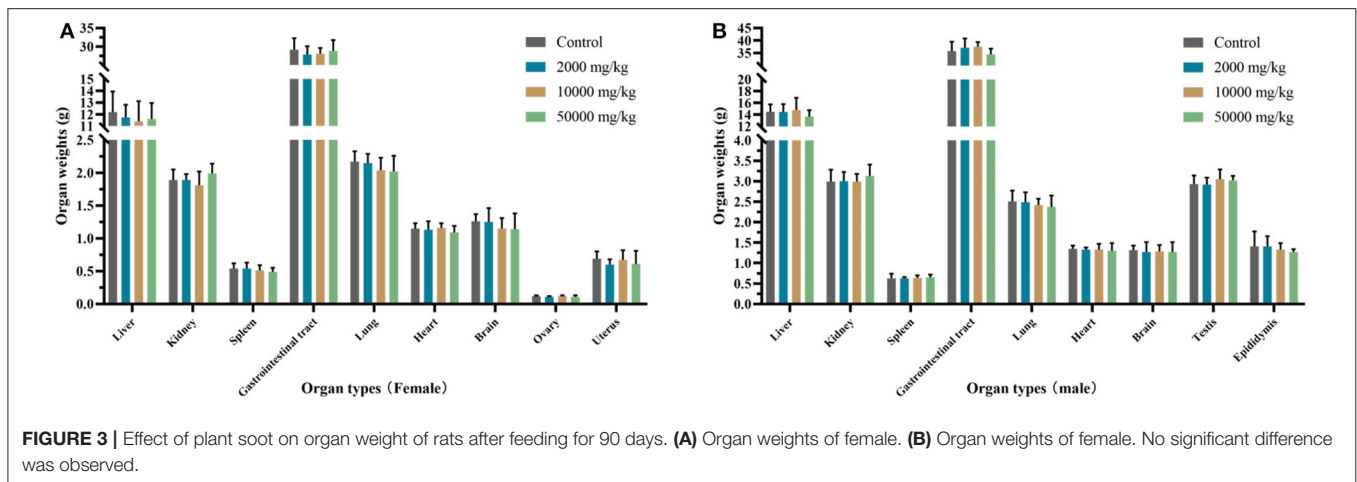 A
35
30
15
14
13
12
11
2.5
2.0
1.5
1.0
0.5
0.0
Organ weights (g)
Control
2000 mg/kg
10000 mg/kg
50000 mg/kg
Liver
Kidney
Spleen
Gastrointestinal tract
Lung
Heart
Brain
Ovary
Uterus
Organ types（Female）
B
45
40
35
20
18
16
14
12
4.0
3.5
3.0
2.5
2.0
1.5
1.0
0.5
0.0
Organ weights (g)
Control
2000 mg/kg
10000 mg/kg
50000 mg/kg
Liver
Kidney
Spleen
Gastrointestinal tract
Lung
Heart
Brain
Testis
Epididymis
Organ types（male）
FIGURE 3 | Effect of plant soot on organ weight of rats after feeding for 90 days. (A) Organ weights of female. (B) Organ weights of female. No significant difference
was observed.